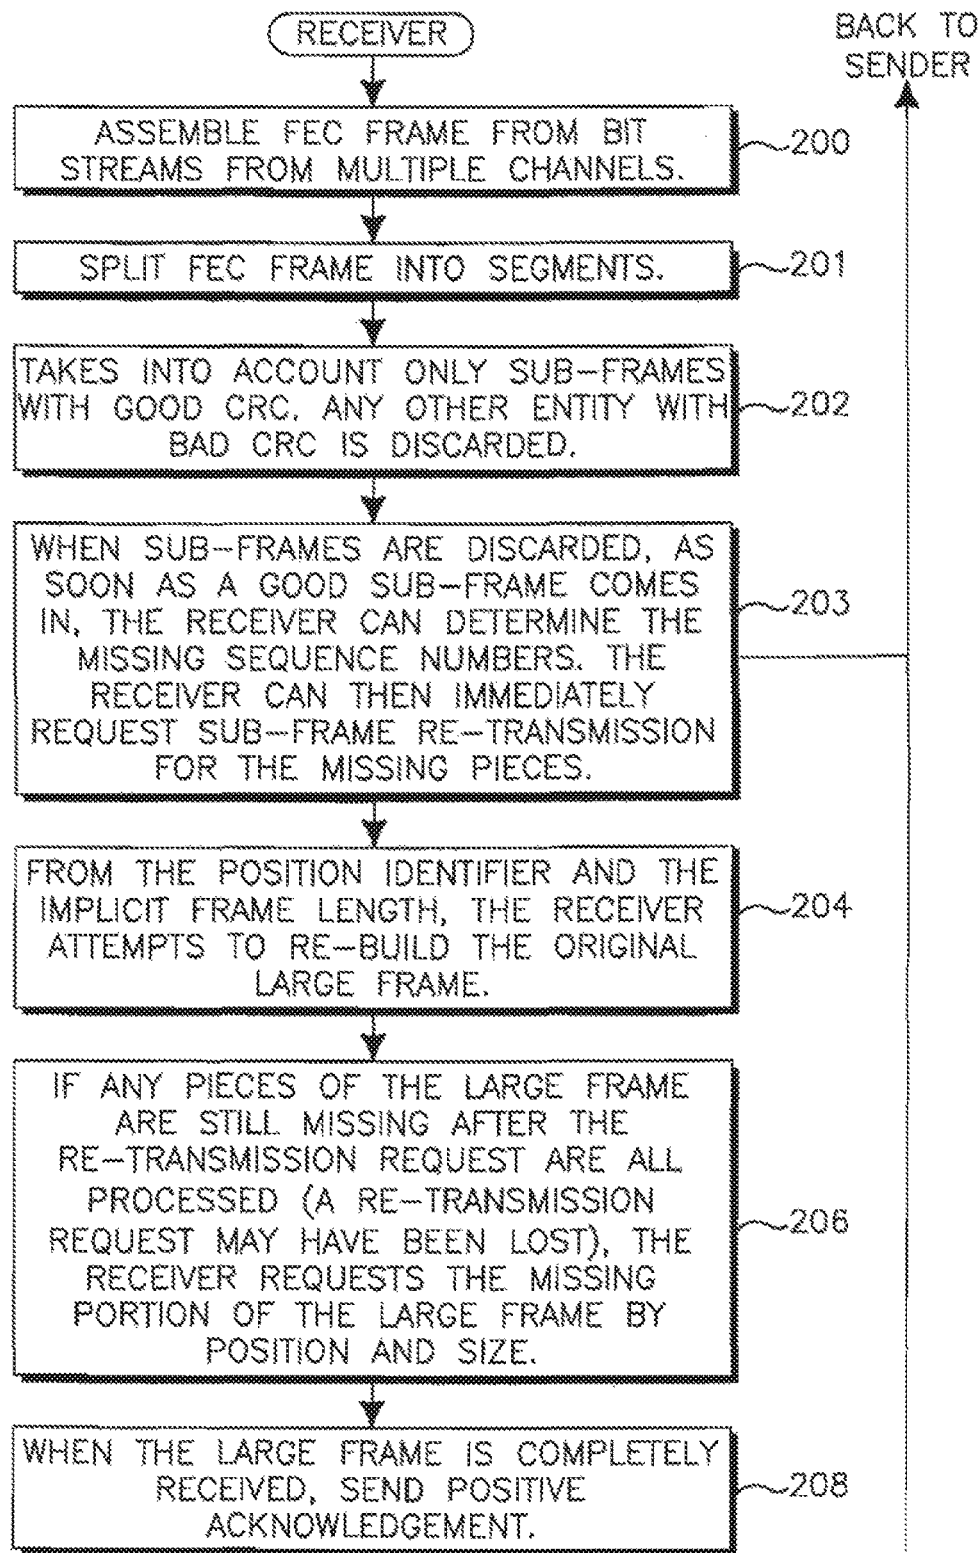 RECEIVER
BACK TO
SENDER
ASSEMBLE FEC FRAME FROM BIT
STREAMS FROM MULTIPLE CHANNELS.
200
SPLIT FEC FRAME INTO SEGMENTS.
201
TAKES INTO ACCOUNT ONLY SUB-FRAMES
WITH GOOD CRC. ANY OTHER ENTITY WITH
BAD CRC IS DISCARDED.
202
WHEN SUB-FRAMES ARE DISCARDED, AS
SOON AS A GOOD SUB-FRAME COMES
IN, THE RECEIVER CAN DETERMINE THE
MISSING SEQUENCE NUMBERS. THE
RECEIVER CAN THEN IMMEDIATELY
REQUEST SUB-FRAME RE-TRANSMISSION
FOR THE MISSING PIECES.
203
FROM THE POSITION IDENTIFIER AND THE
IMPLICIT FRAME LENGTH, THE RECEIVER
ATTEMPTS TO RE-BUILD THE ORIGINAL
LARGE FRAME.
204
IF ANY PIECES OF THE LARGE FRAME
ARE STILL MISSING AFTER THE
RE-TRANSMISSION REQUEST ARE ALL
PROCESSED (A RE-TRANSMISSION
REQUEST MAY HAVE BEEN LOST), THE
RECEIVER REQUESTS THE MISSING
PORTION OF THE LARGE FRAME BY
POSITION AND SIZE.
206
WHEN THE LARGE FRAME IS COMPLETELY
RECEIVED, SEND POSITIVE
ACKNOWLEDGEMENT.
208